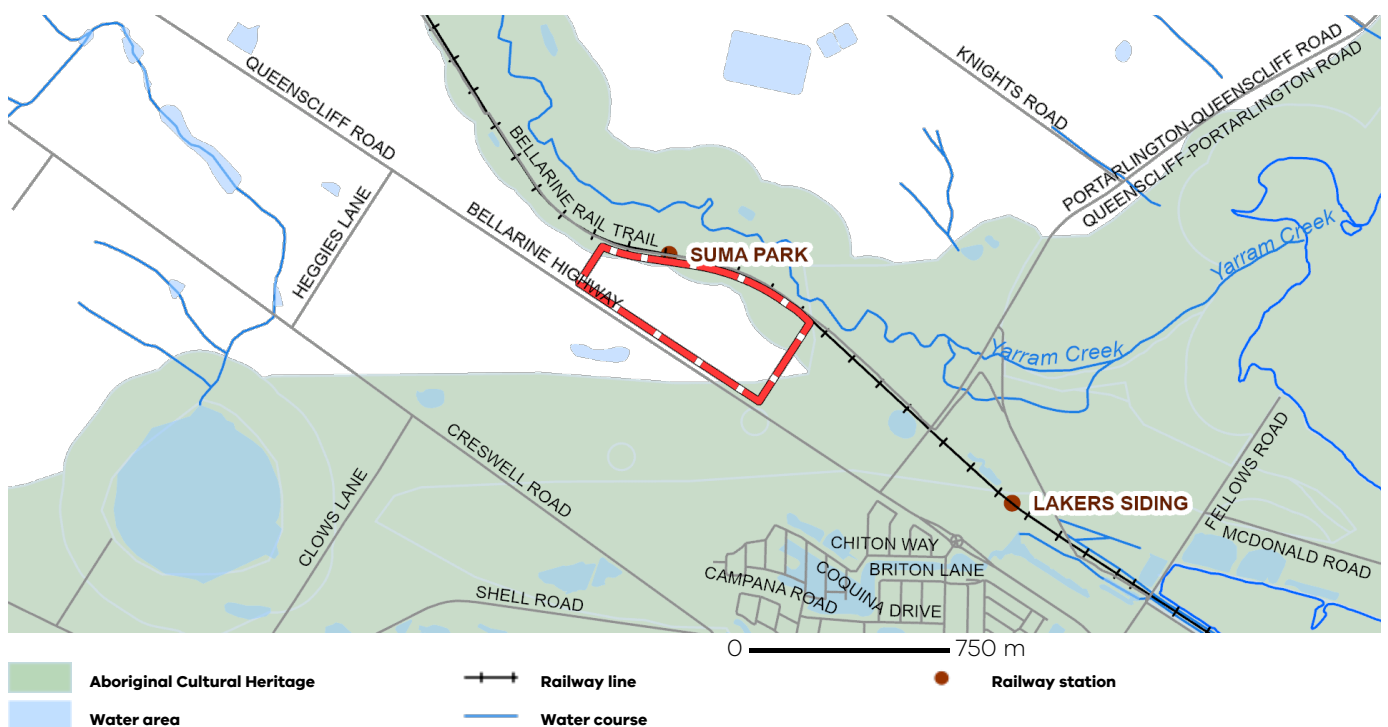 QUEENSCLIFF ROAD
KNIGHTS ROAD
PORTARLINGTON-QUEENSCLIFF ROAD
QUEENSCLIFF-PORTARLINGTON ROAD
BELLARINE RAIL TRAIL
HEGGIES LANE
BELLARINE HIGHWAY
SUMA PARK
Yarram Creek
Yarram Creek
CRESWELL ROAD
CLOWS LANE
LAKERS SIDING
FELLOWS ROAD
MCDONALD ROAD
CHITON WAY
BRITON LANE
CAMPANA ROAD
COQUINA DRIVE
SHELL ROAD
0 750 m
Aboriginal Cultural Heritage
Railway line
Railway station
Water area
Water course